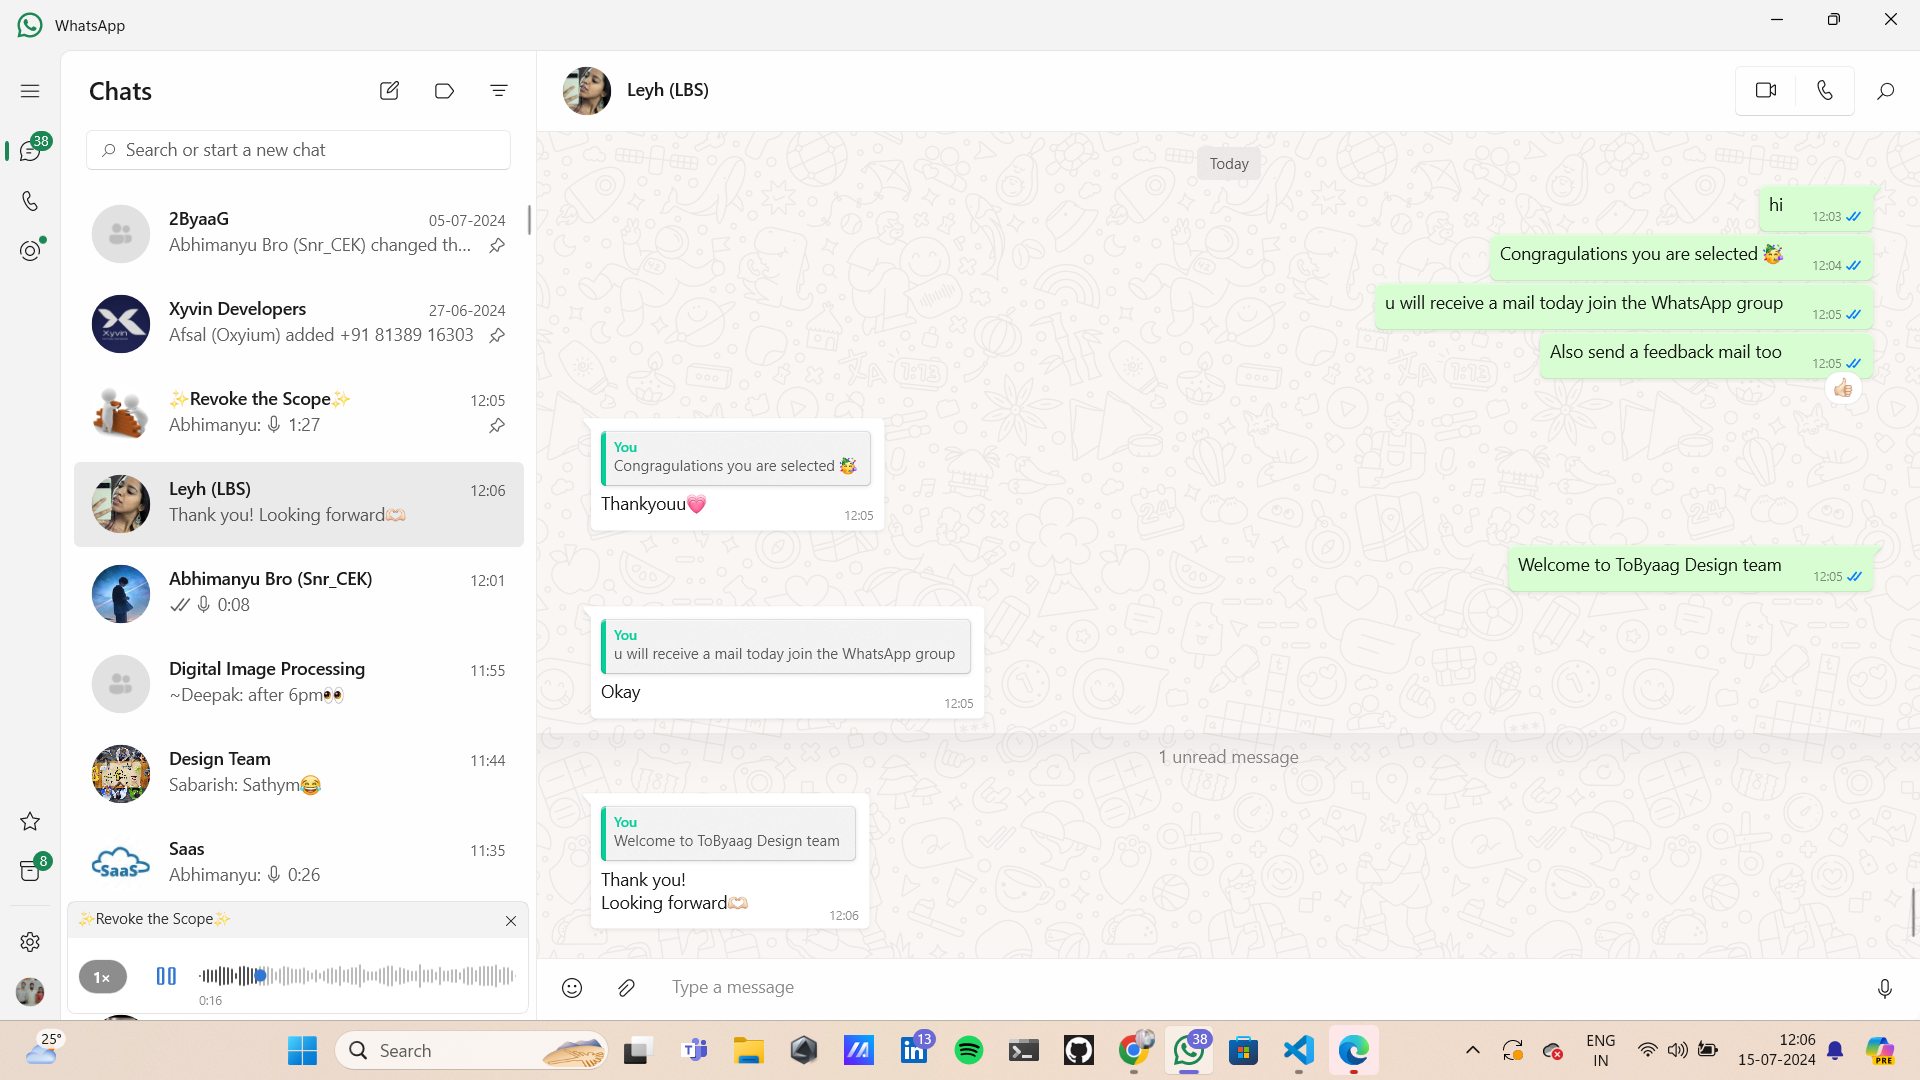 WhatsApp
Chats
38
Search or start a new chat
2ByaaG
05-07-2024
Abhimanyu Bro (Snr_CEK) changed th...
Xyvin
Xyvin Developers
27-06-2024
Afsal (Oxyium) added +91 81389 16303
✨Revoke the Scope✨
12:05
Abhimanyu: 1:27
Leyh (LBS)
12:06
Thank you! Looking forward🫶🏻
Abhimanyu Bro (Snr_CEK)
12:01
0:08
Digital Image Processing
11:55
~Deepak: after 6pm👀
Design Team
11:44
Sabarish: Sathym😂
SaaS
Saas
11:35
Abhimanyu: 0:26
8
✨Revoke the Scope✨
1×
0:16
Leyh (LBS)
Today
hi
12:03
Congragulations you are selected 🥳
12:04
u will receive a mail today join the WhatsApp group
12:05
Also send a feedback mail too
12:05
👍🏻
You
Congragulations you are selected 🥳
Thankyouu💗
12:05
Welcome to ToByaag Design team
12:05
You
u will receive a mail today join the WhatsApp group
Okay
12:05
1 unread message
You
Welcome to ToByaag Design team
Thank you!
Looking forward🫶🏻
12:06
Type a message
25°
Search
13
38
PRE
ENG
IN
12:06
15-07-2024